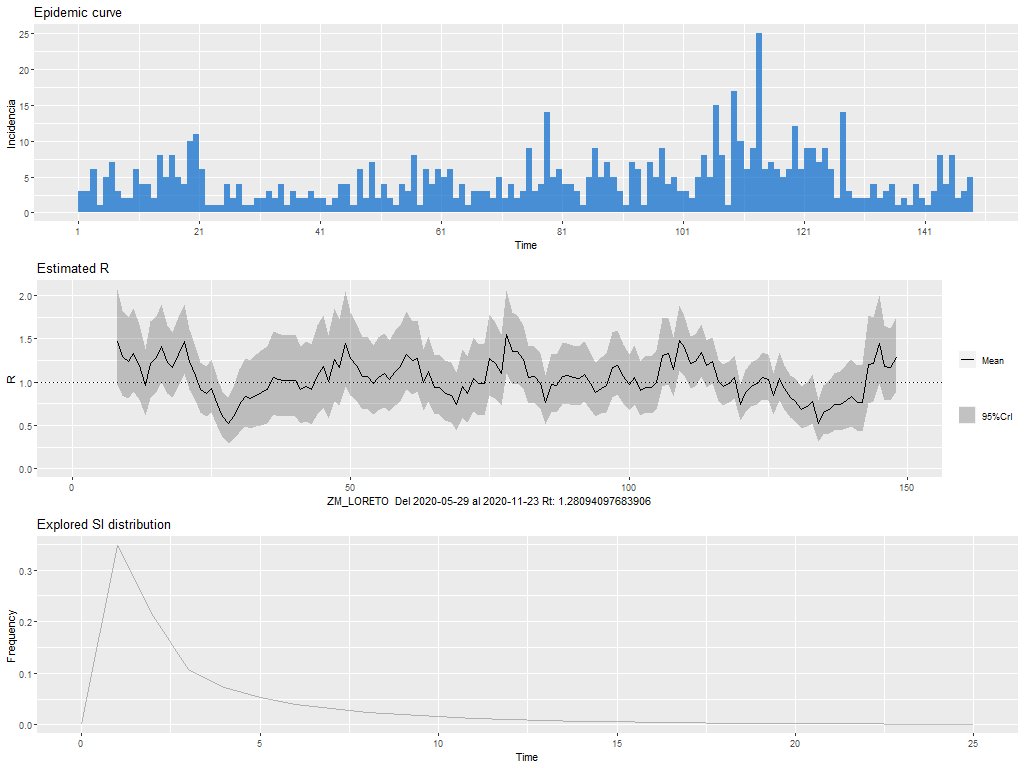 Epidemic curve
25
20
15
10
5
0
Incidencia
1 21 41 61 81 101 121 141
Time
Estimated R
2.0
1.5
1.0
0.5
0.0
R
0 50 100 150
ZM_LORETO Del 2020-05-29 al 2020-11-23 Rt: 1.28094097683906
Mean
95%CrI
Explored SI distribution
0.3
0.2
0.1
0.0
Frequency
0 5 10 15 20 25
Time